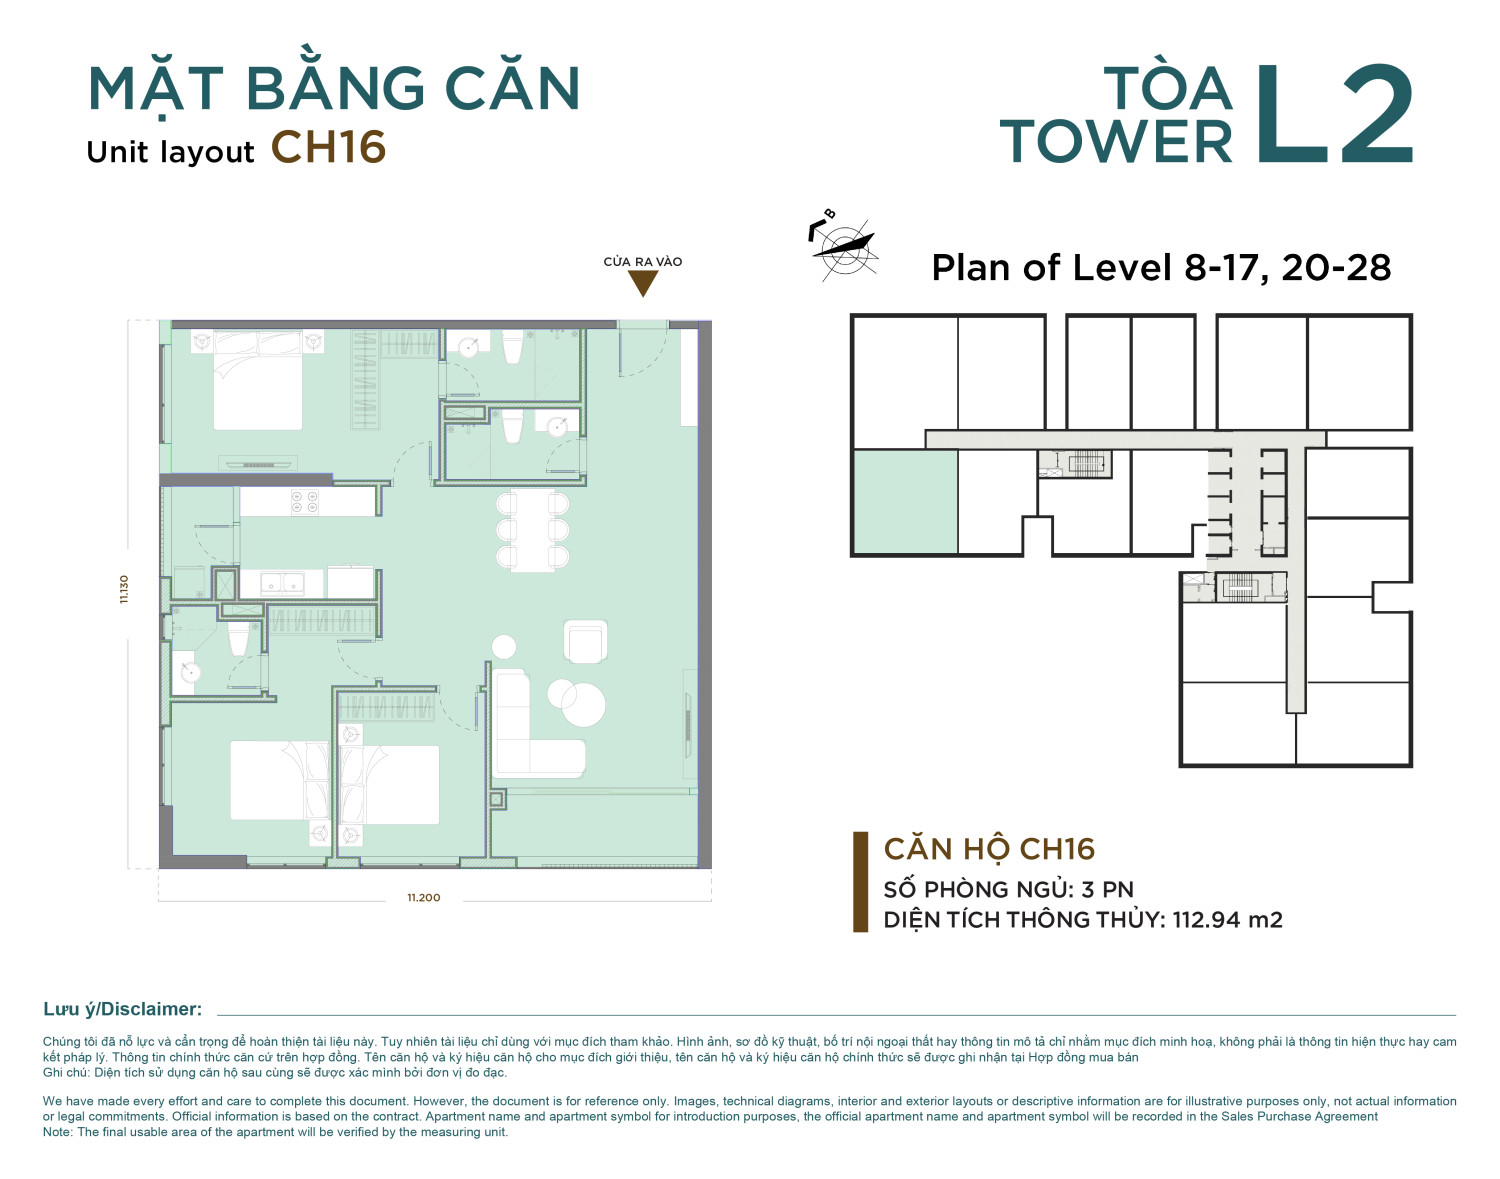 MẶT BẰNG CĂN
Unit layout CH16
TÒA
TOWER L2
B
Plan of Level 8-17, 20-28
CỬA RA VÀO
11.130
11.200
CĂN HỘ CH16
SỐ PHÒNG NGỦ: 3 PN
DIỆN TÍCH THÔNG THỦY: 112.94 m2
Lưu ý/Disclaimer:
Chúng tôi đã nỗ lực và cẩn trọng để hoàn thiện tài liệu này. Tuy nhiên tài liệu chỉ dùng với mục đích tham khảo. Hình ảnh, sơ đồ kỹ thuật, bố trí nội ngoại thất hay thông tin mô tả chỉ nhằm mục đích minh hoạ, không phải là thông tin hiện thực hay cam
kết pháp lý. Thông tin chính thức căn cứ trên hợp đồng. Tên căn hộ và ký hiệu căn hộ cho mục đích giới thiệu, tên căn hộ và ký hiệu căn hộ chính thức sẽ được ghi nhận tại Hợp đồng mua bán
Ghi chú: Diện tích sử dụng căn hộ sau cùng sẽ được xác minh bởi đơn vị đo đạc.
We have made every effort and care to complete this document. However, the document is for reference only. Images, technical diagrams, interior and exterior layouts or descriptive information are for illustrative purposes only, not actual information
or legal commitments. Official information is based on the contract. Apartment name and apartment symbol for introduction purposes, the official apartment name and apartment symbol will be recorded in the Sales Purchase Agreement
Note: The final usable area of the apartment will be verified by the measuring unit.